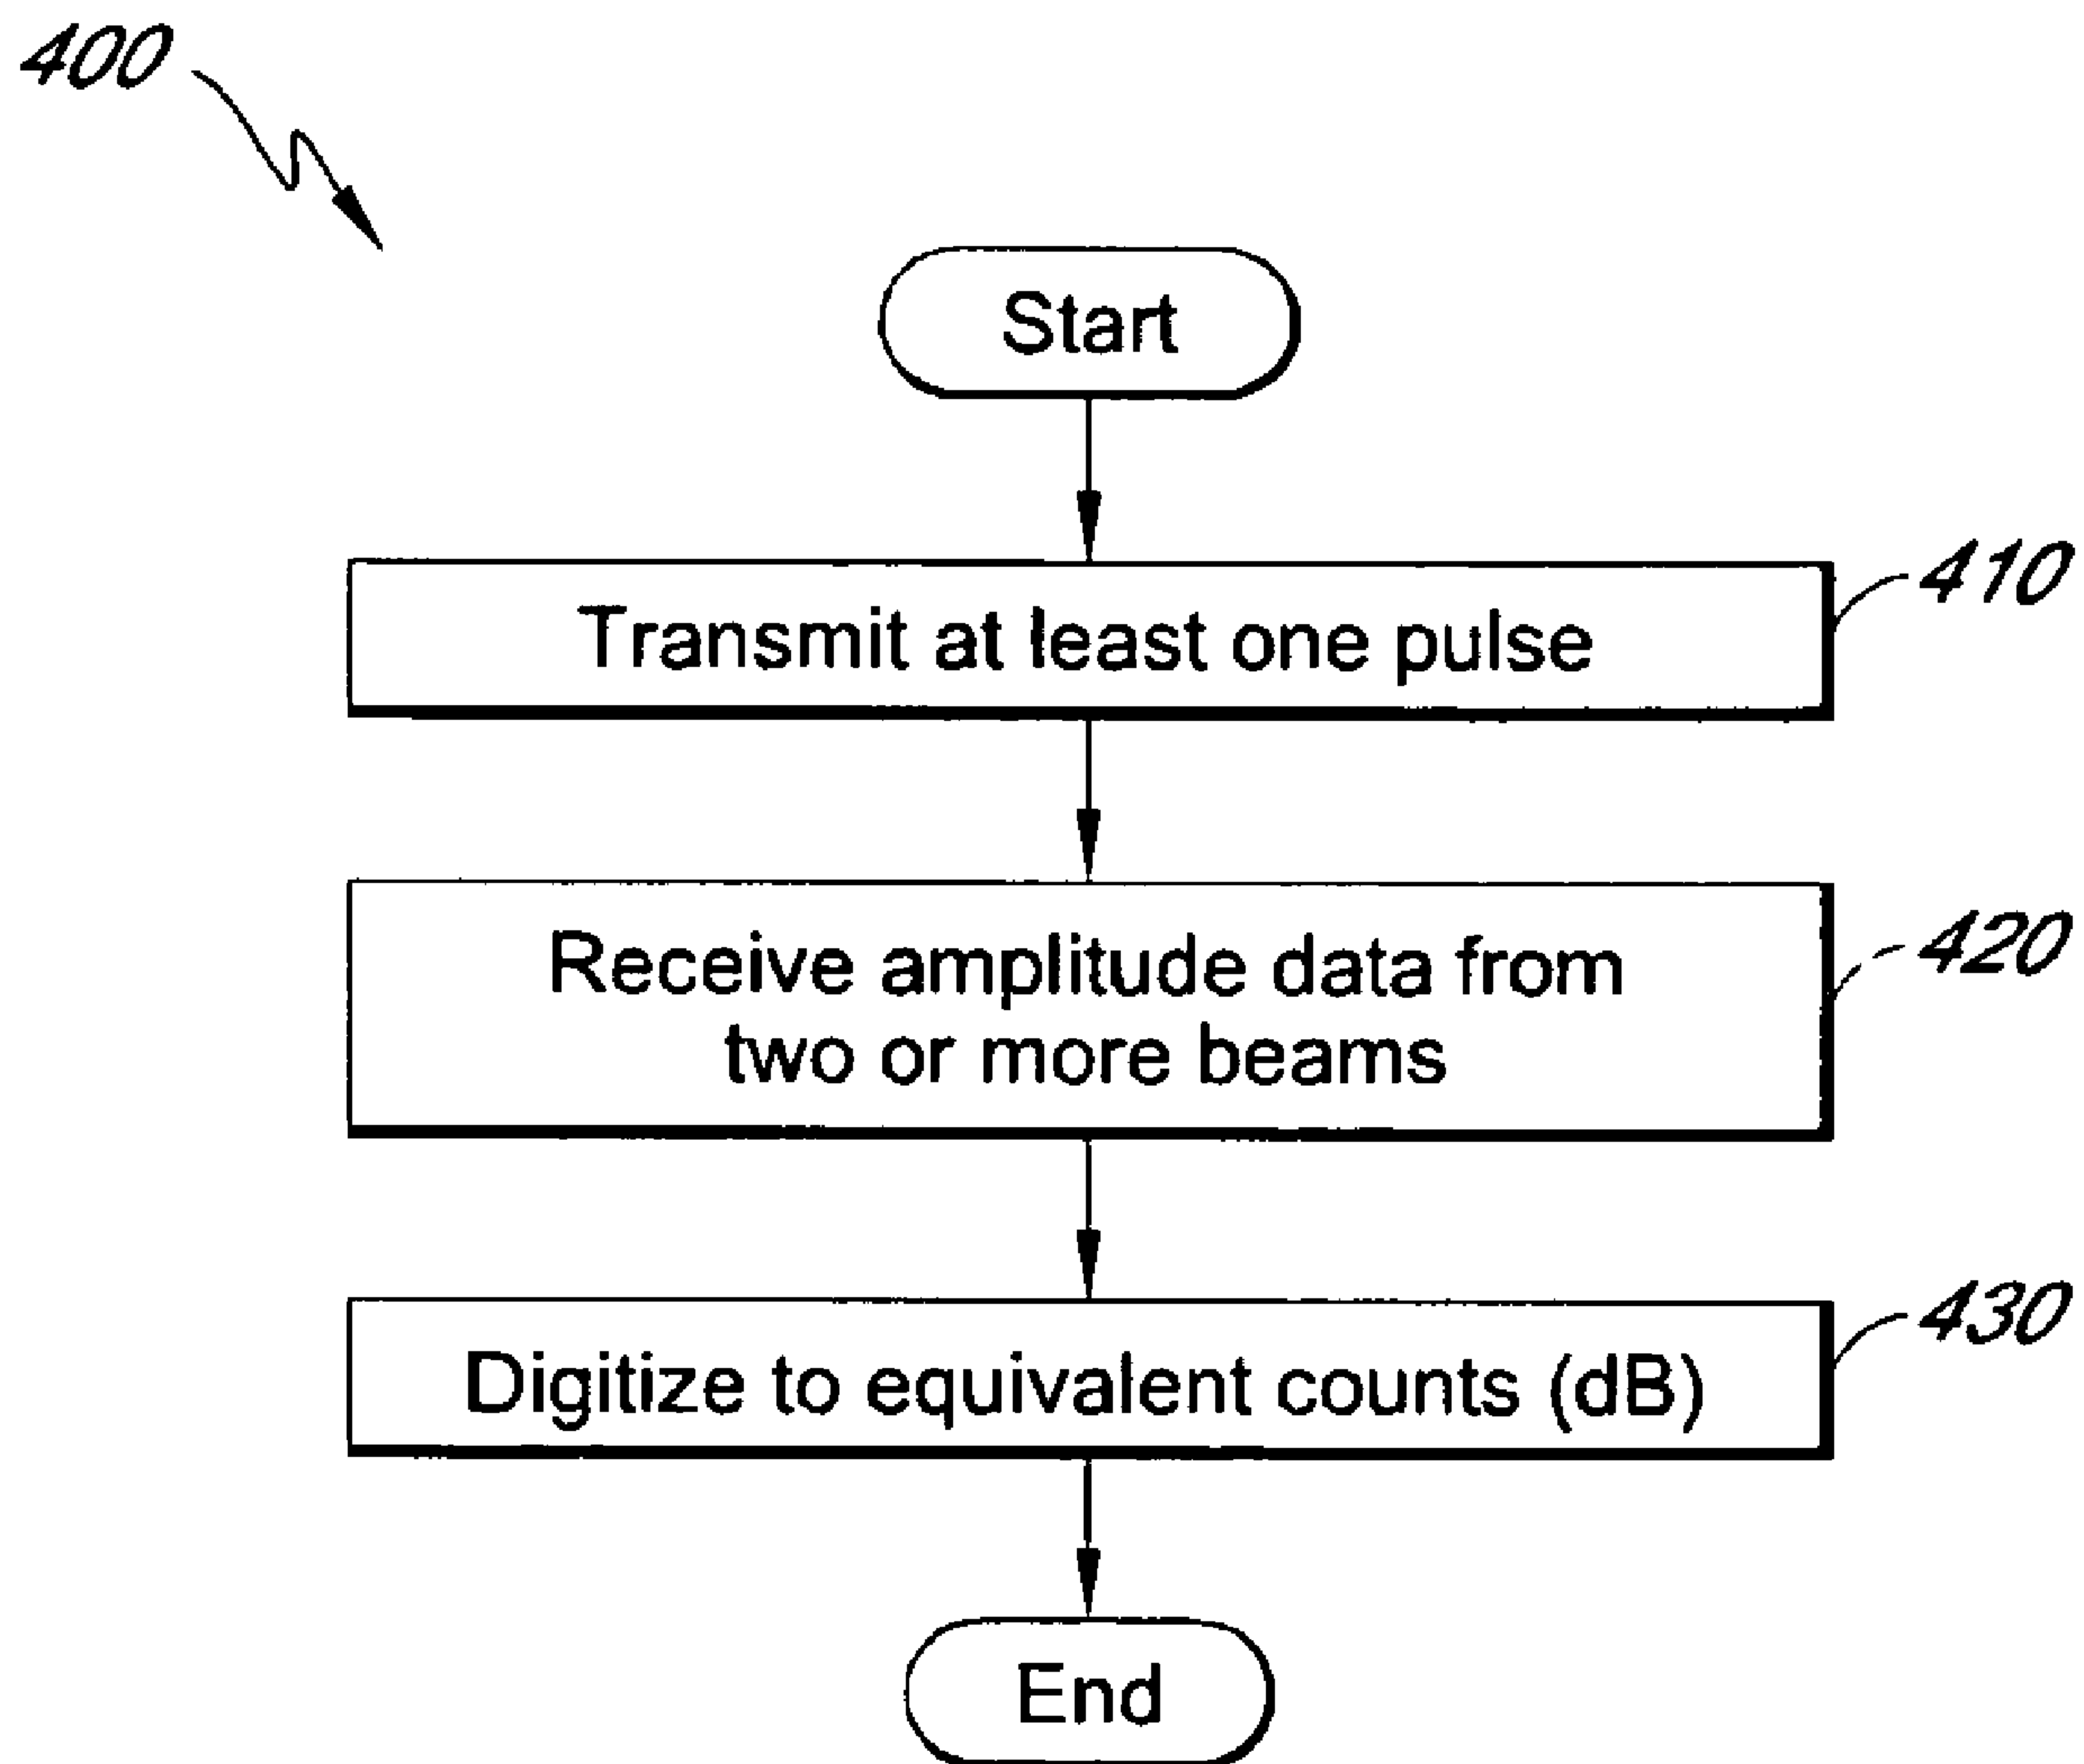 400
Start
Transmit at least one pulse
410
Receive amplitude data from
two or more beams
420
Digitize to equivalent counts (dB)
430
End